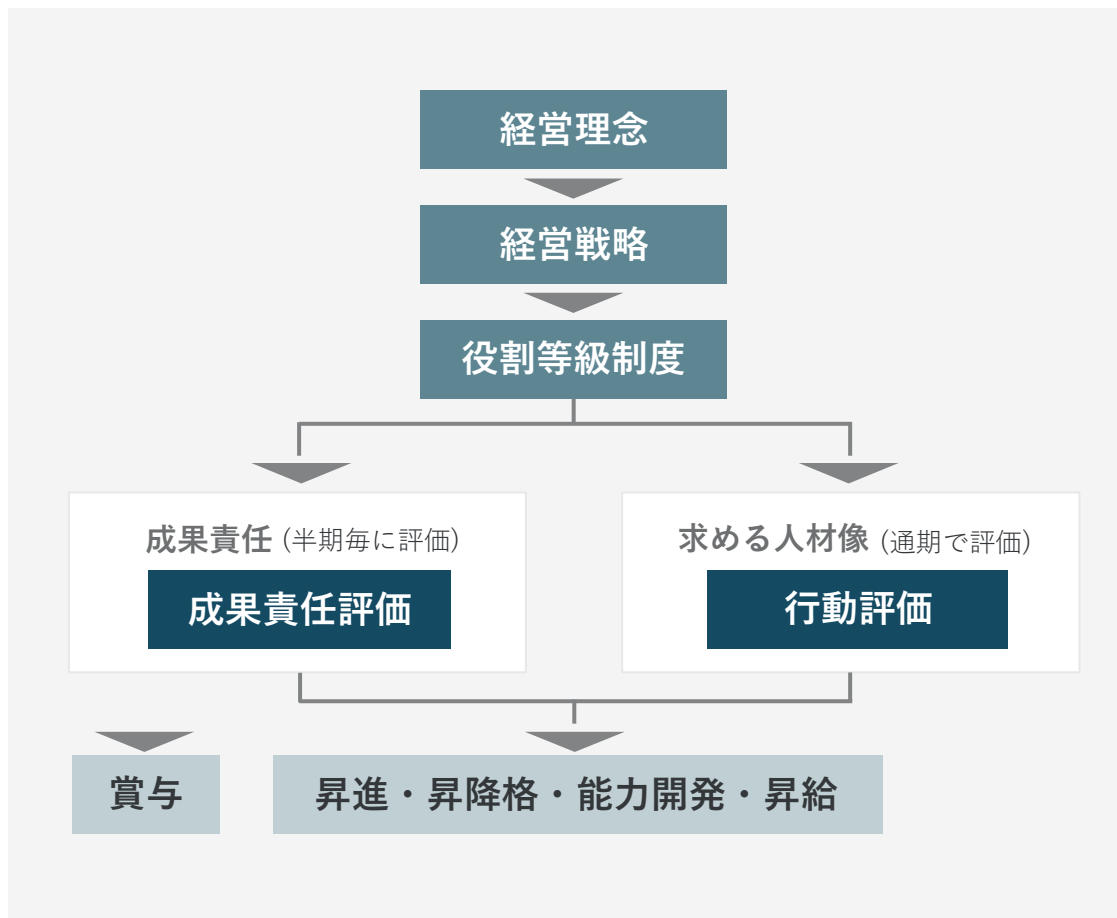 経営理念
経営戦略
役割等級制度
成果責任 (半期毎に評価)
成果責任評価
求める人材像 (通期で評価)
行動評価
賞与
昇進・昇降格・能力開発・昇給